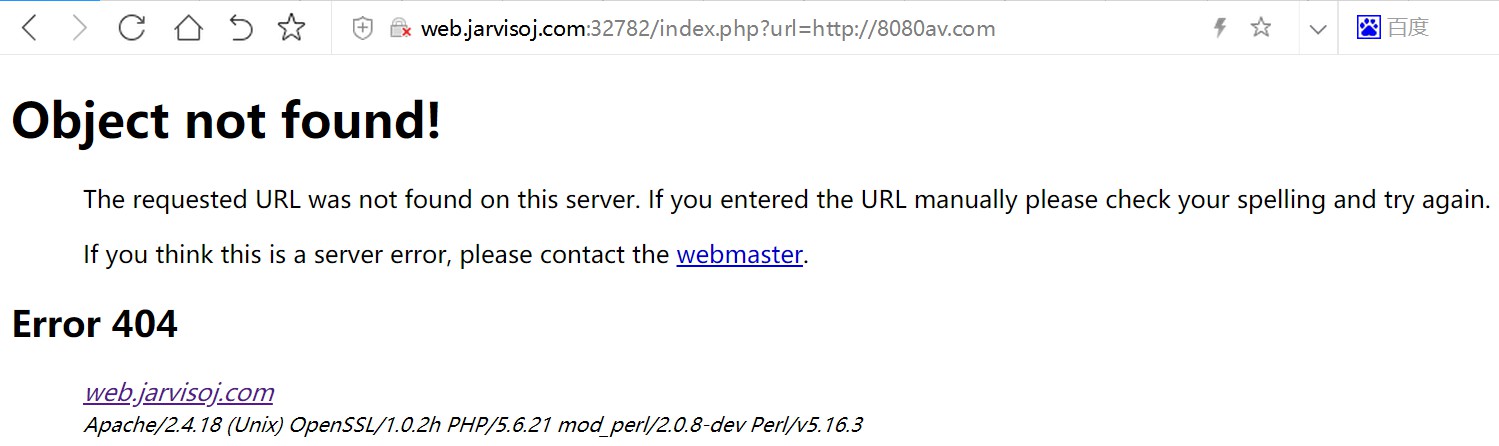 web.jarvisoj.com:32782/index.php?url=http://8080av.com 百度
Object not found!
The requested URL was not found on this server. If you entered the URL manually please check your spelling and try again.
If you think this is a server error, please contact the webmaster.
Error 404
web.jarvisoj.com
Apache/2.4.18 (Unix) OpenSSL/1.0.2h PHP/5.6.21 mod_perl/2.0.8-dev Perl/v5.16.3